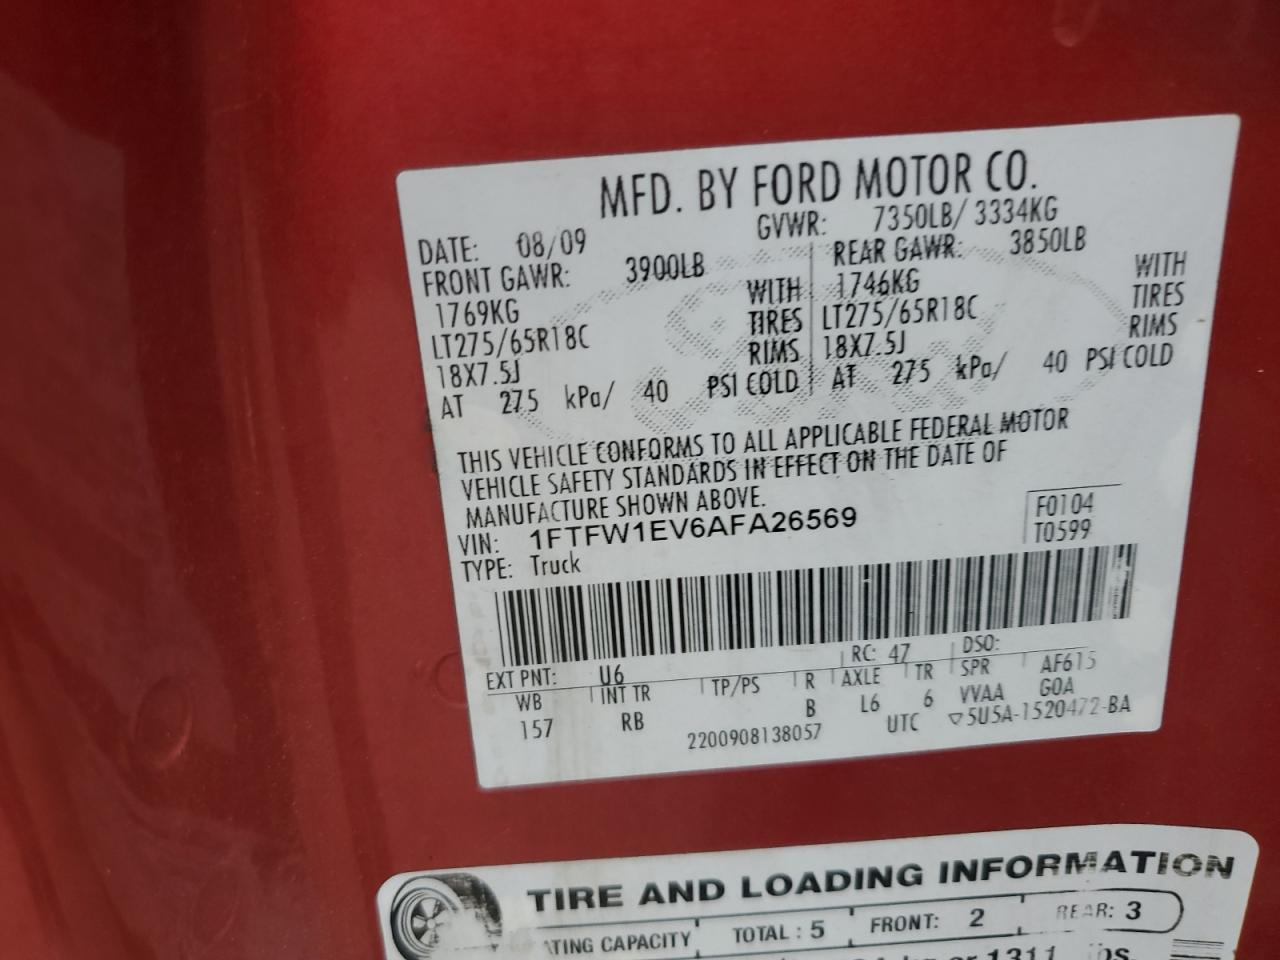 MFD. BY FORD MOTOR CO.
DATE: 08/09 GVWR: 7350LB/ 3334KG
FRONT GAWR: 3900LB REAR GAWR: 3850LB
1769KG WITH 1746KG WITH
LT275/65R18C TIRES LT275/65R18C TIRES
18X7.5J RIMS 18X7.5J RIMS
AT 275 kPa/ 40 PSI COLD AT 275 kPa/ 40 PSI COLD
THIS VEHICLE CONFORMS TO ALL APPLICABLE FEDERAL MOTOR
VEHICLE SAFETY STANDARDS IN EFFECT ON THE DATE OF
MANUFACTURE SHOWN ABOVE.
VIN: 1FTFW1EV6AFA26569 F0104
TYPE: Truck T0599
EXT PNT: U6 RC: 47 DSO:
WB INT TR TP/PS R AXLE TR SPR AF615
157 RB B L6 6 VVAA GOA
2200908138057 UTC ▽5U5A-1520472-BA
TIRE AND LOADING INFORMATION
ATING CAPACITY TOTAL : 5 FRONT: 2 REAR: 3
or 1311